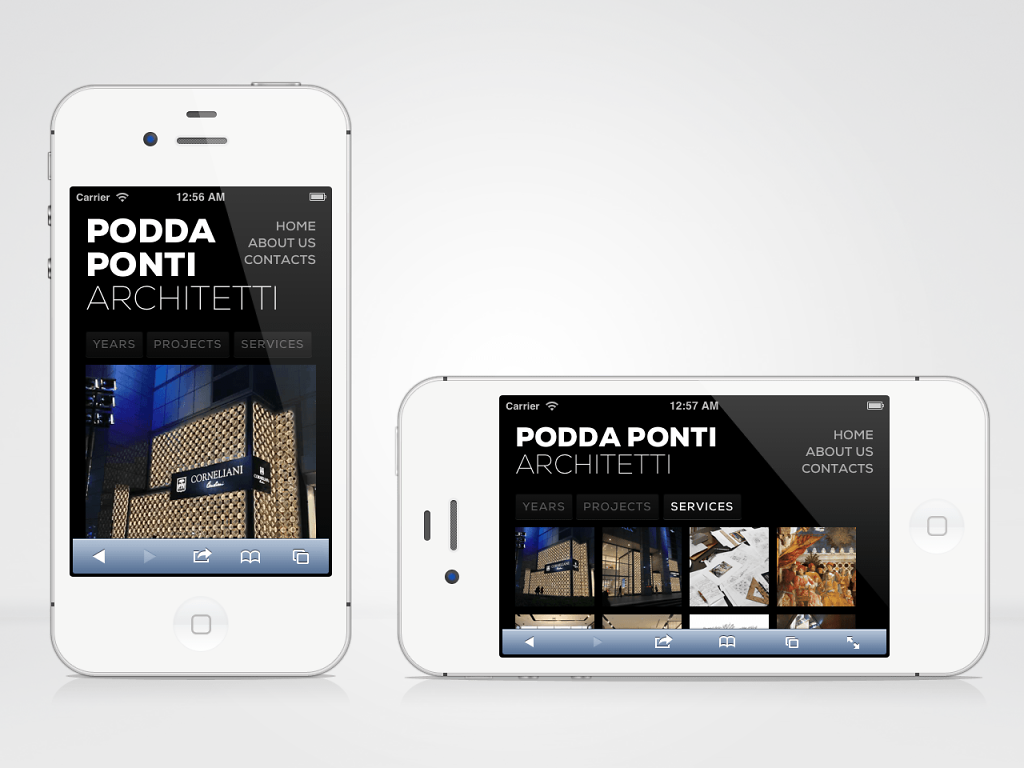 Carrier 12:56 AM
PODDA
PONTI
ARCHITETTI
HOME
ABOUT US
CONTACTS
YEARS PROJECTS SERVICES
CORNELIANI
Carrier 12:57 AM
PODDA PONTI
ARCHITETTI
HOME
ABOUT US
CONTACTS
YEARS PROJECTS SERVICES